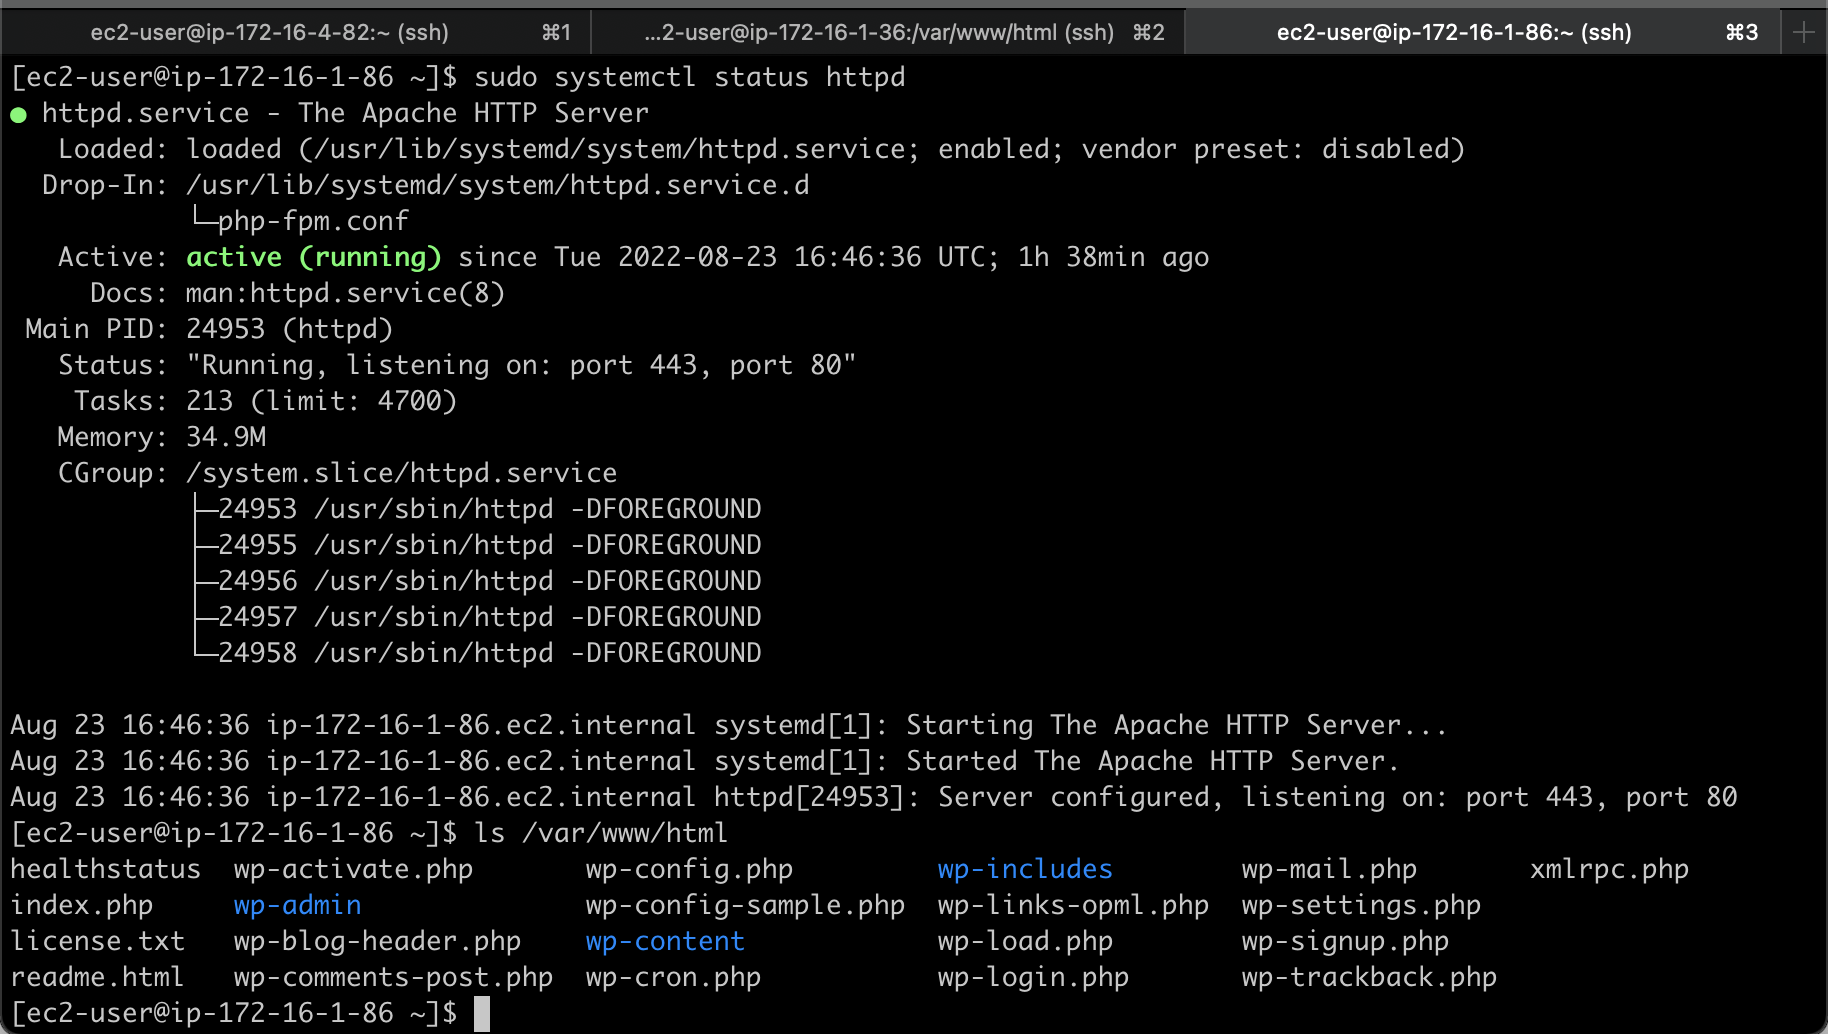 ec2-user@ip-172-16-4-82:~ (ssh) ⌘1 ...2-user@ip-172-16-1-36:/var/www/html (ssh) ⌘2 ec2-user@ip-172-16-1-86:~ (ssh) ⌘3 +
[ec2-user@ip-172-16-1-86 ~]$ sudo systemctl status httpd
● httpd.service - The Apache HTTP Server
   Loaded: loaded (/usr/lib/systemd/system/httpd.service; enabled; vendor preset: disabled)
  Drop-In: /usr/lib/systemd/system/httpd.service.d
           └─php-fpm.conf
   Active: active (running) since Tue 2022-08-23 16:46:36 UTC; 1h 38min ago
     Docs: man:httpd.service(8)
 Main PID: 24953 (httpd)
   Status: "Running, listening on: port 443, port 80"
    Tasks: 213 (limit: 4700)
   Memory: 34.9M
   CGroup: /system.slice/httpd.service
           ├─24953 /usr/sbin/httpd -DFOREGROUND
           ├─24955 /usr/sbin/httpd -DFOREGROUND
           ├─24956 /usr/sbin/httpd -DFOREGROUND
           ├─24957 /usr/sbin/httpd -DFOREGROUND
           └─24958 /usr/sbin/httpd -DFOREGROUND

Aug 23 16:46:36 ip-172-16-1-86.ec2.internal systemd[1]: Starting The Apache HTTP Server...
Aug 23 16:46:36 ip-172-16-1-86.ec2.internal systemd[1]: Started The Apache HTTP Server.
Aug 23 16:46:36 ip-172-16-1-86.ec2.internal httpd[24953]: Server configured, listening on: port 443, port 80
[ec2-user@ip-172-16-1-86 ~]$ ls /var/www/html
healthstatus  wp-activate.php       wp-config.php         wp-includes        wp-mail.php       xmlrpc.php
index.php     wp-admin              wp-config-sample.php  wp-links-opml.php  wp-settings.php
license.txt   wp-blog-header.php    wp-content            wp-load.php        wp-signup.php
readme.html   wp-comments-post.php  wp-cron.php           wp-login.php       wp-trackback.php
[ec2-user@ip-172-16-1-86 ~]$